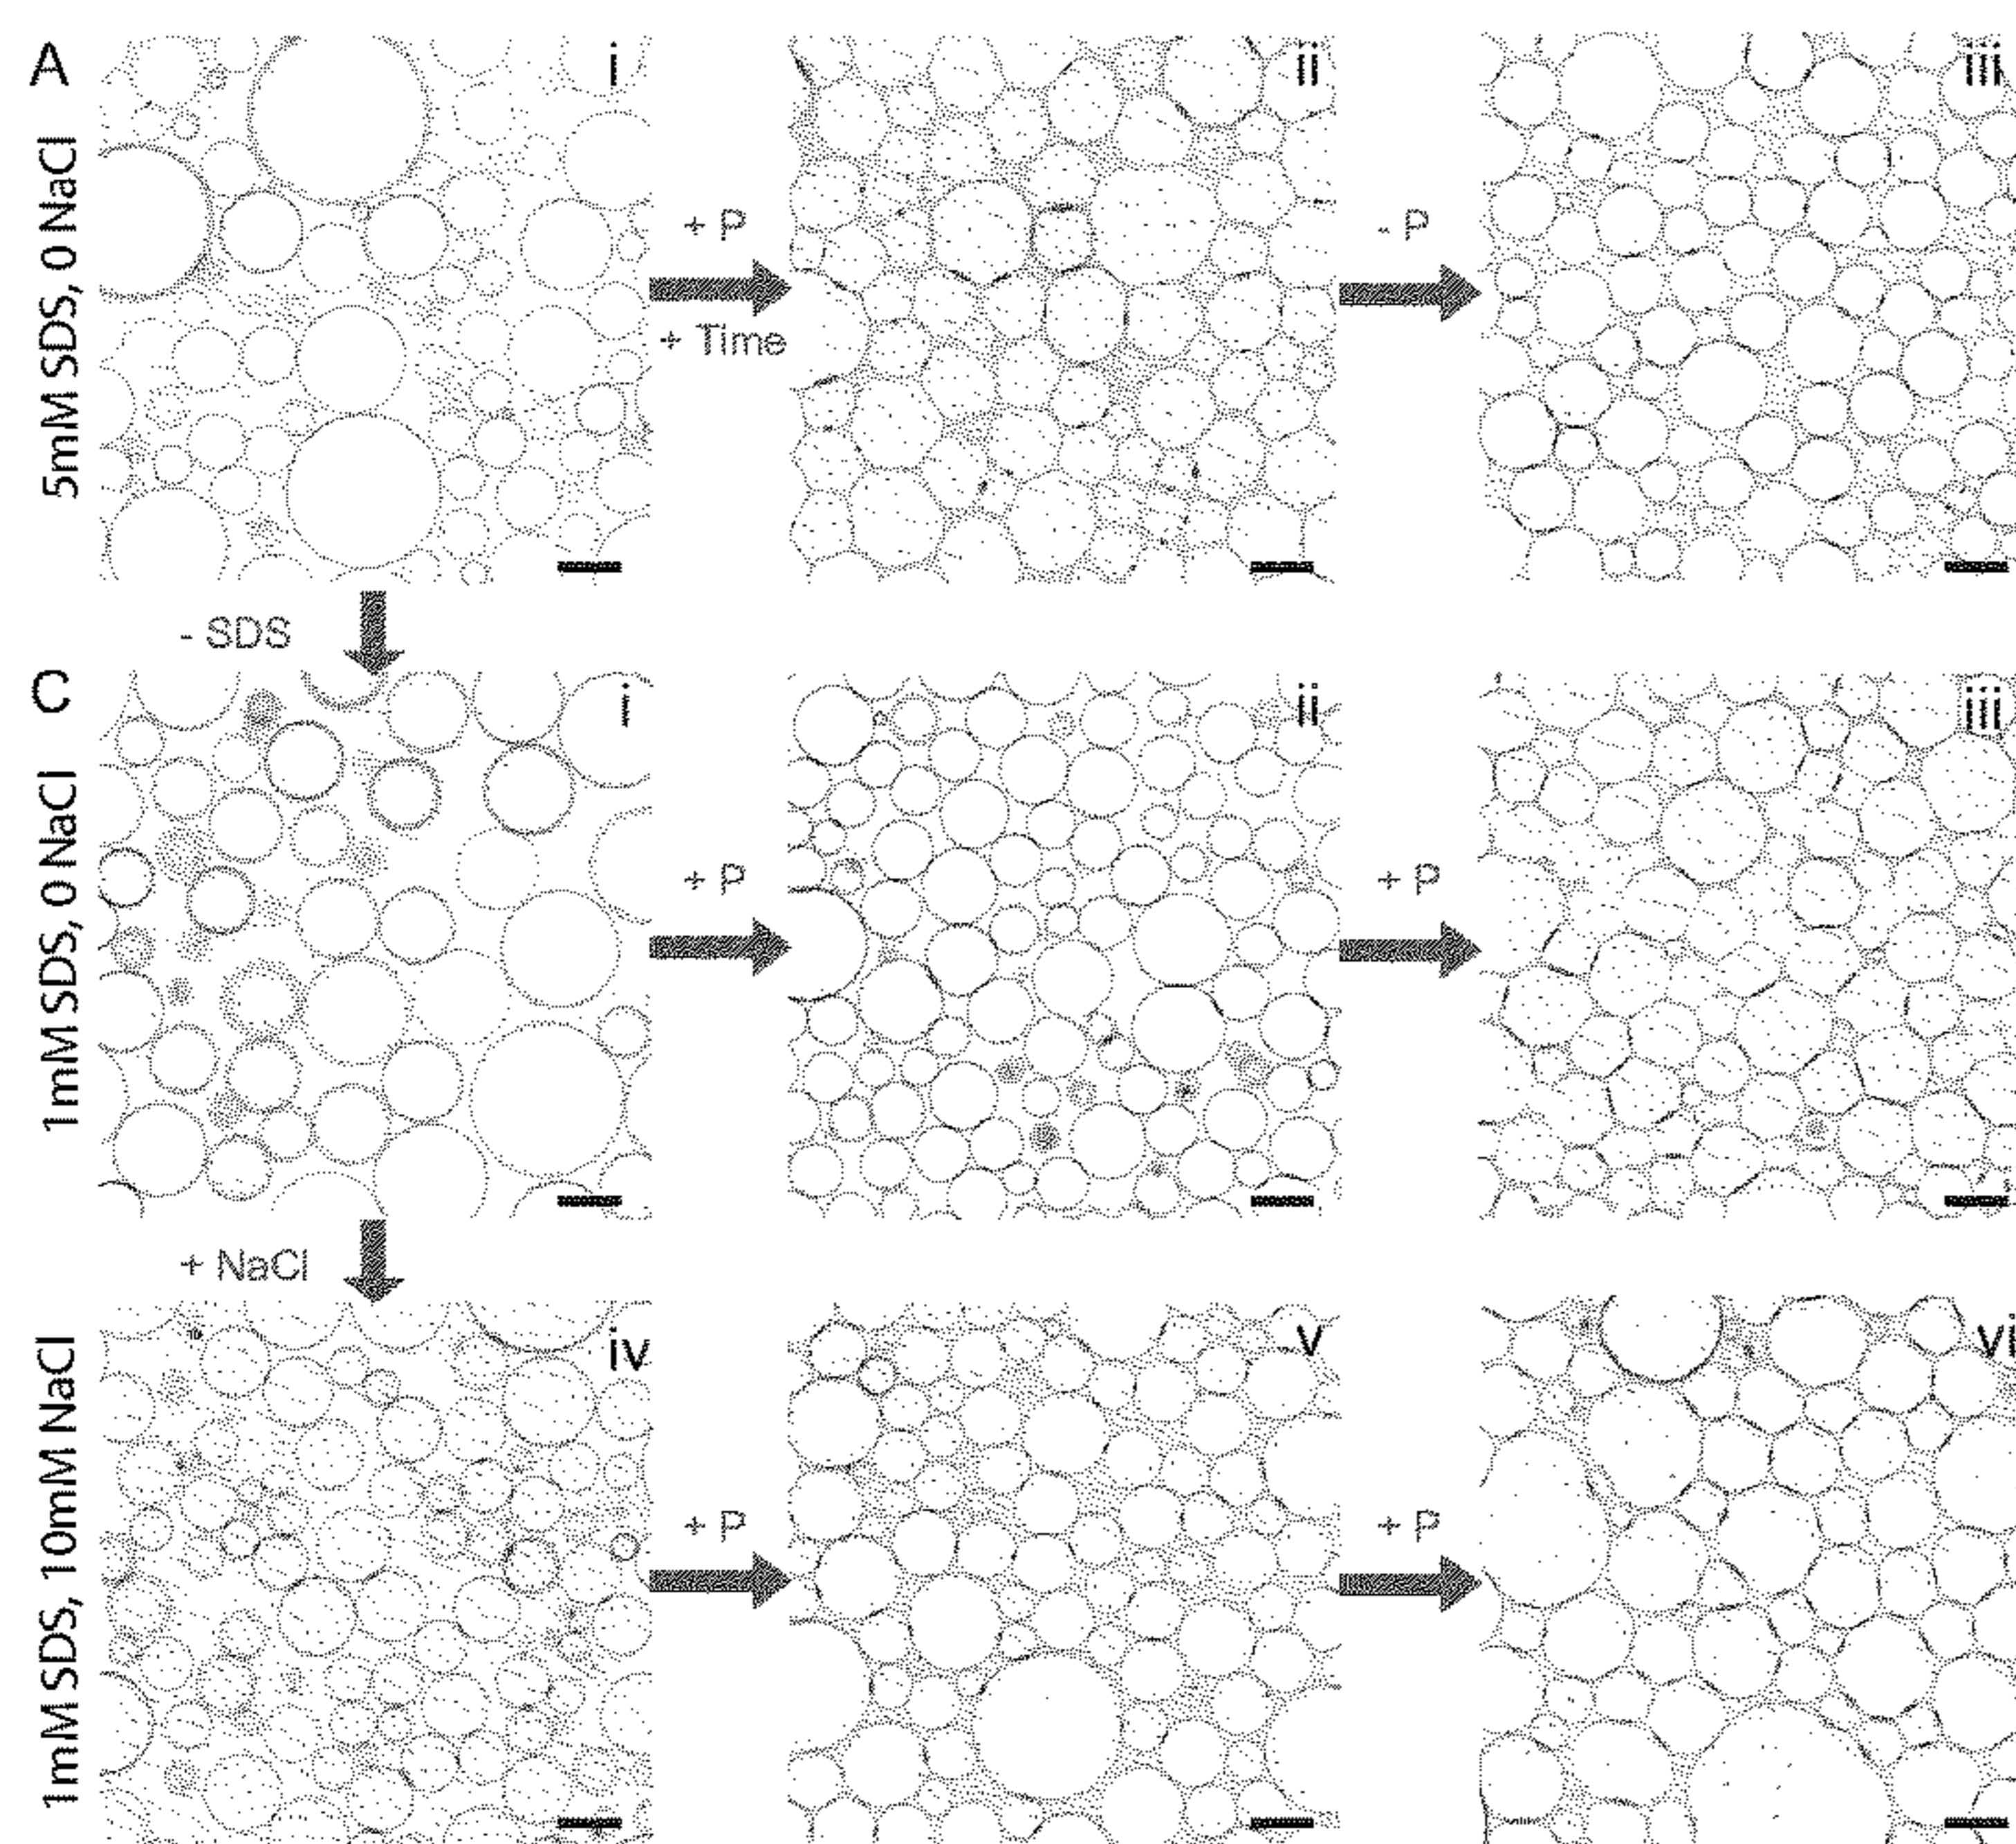 A
i
ii
iii
5mM SDS, 0 NaCl
+ P
+ Time
- P
- SDS
C
i
ii
iii
1mM SDS, 0 NaCl
+ P
+ P
+ NaCl
iv
v
vi
1mM SDS, 10mM NaCl
+ P
+ P